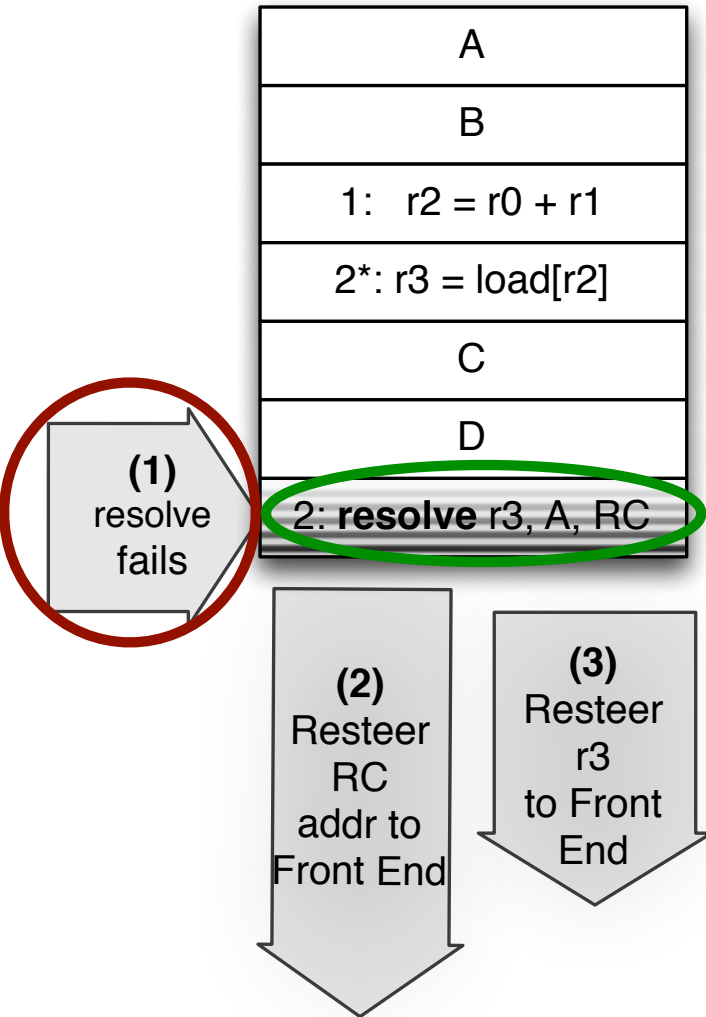 A
B
1: r2 = r0 + r1
2*: r3 = load[r2]
C
D
2: resolve r3, A, RC
(1)
resolve
fails
(2)
Resteer
RC
addr to
Front End
(3)
Resteer
r3
to Front
End